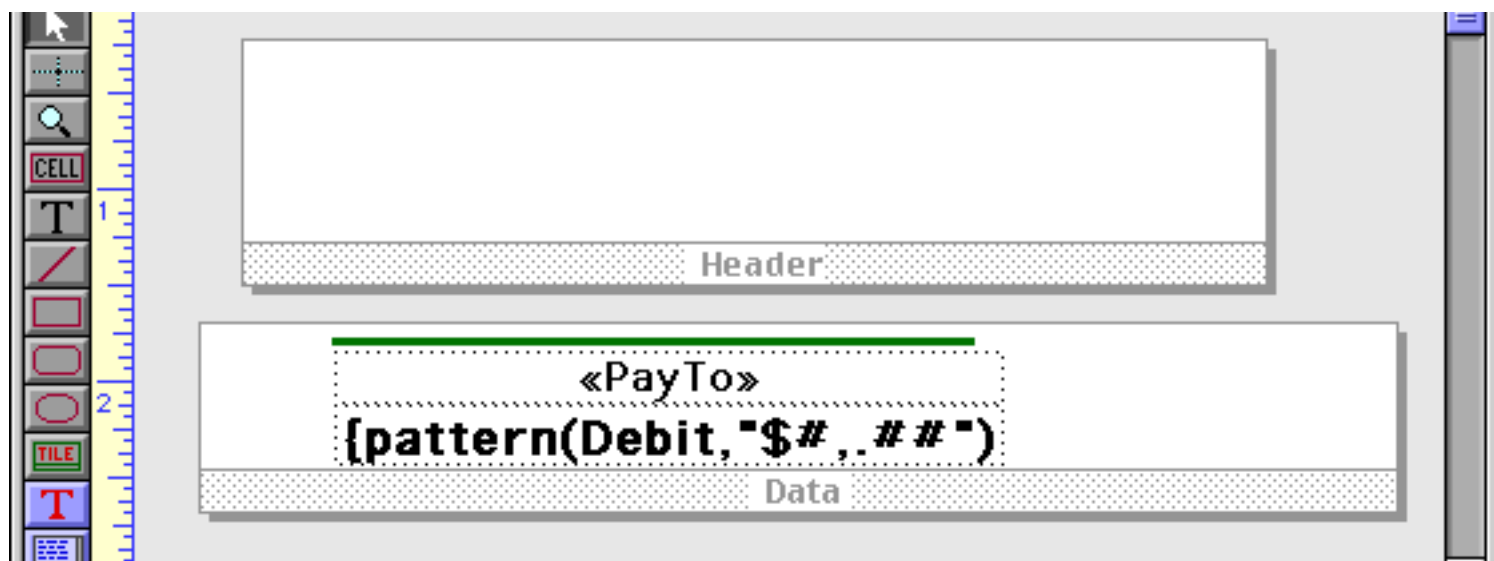 CELL
T
TILE
T
1
2
Header
«PayTo»
{pattern(Debit,"$#,.##")
Data